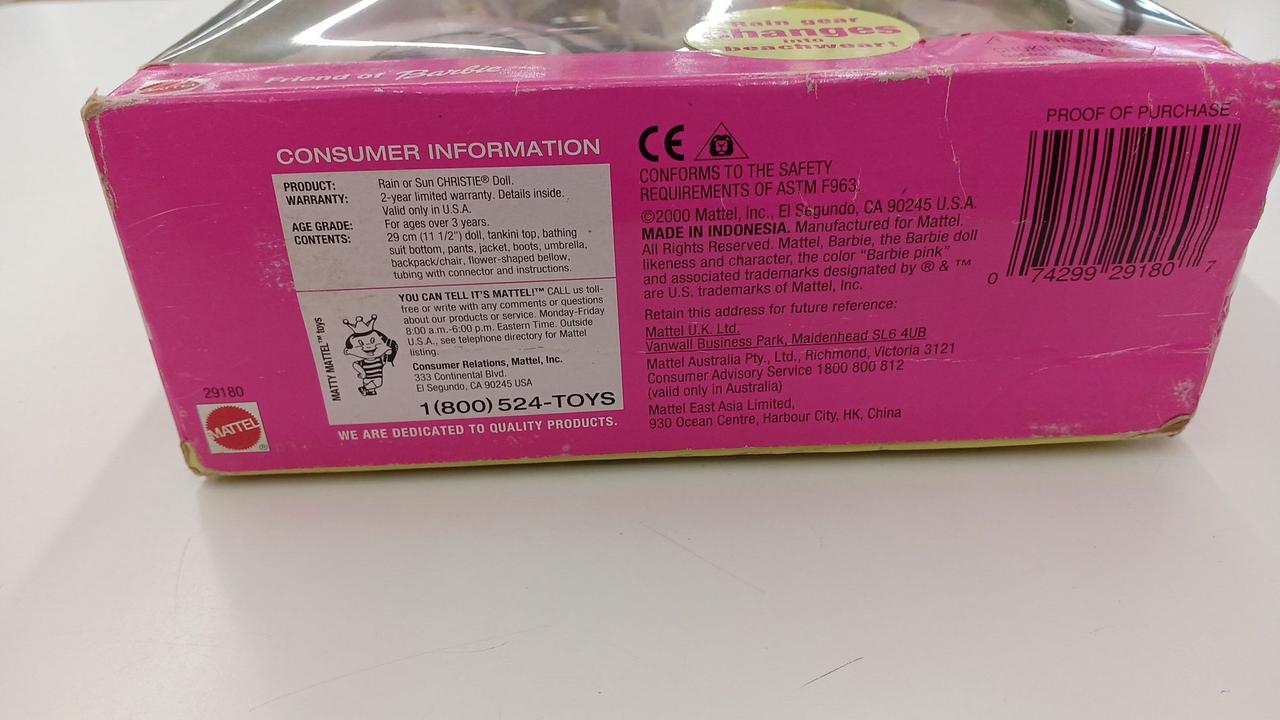 Rain gear
changes
into
beachwear!
Friend of Barbie
CONSUMER INFORMATION
PRODUCT: Rain or Sun CHRISTIE® Doll.
WARRANTY: 2-year limited warranty. Details inside.
Valid only in U.S.A.
AGE GRADE: For ages over 3 years.
CONTENTS: 29 cm (11 1/2") doll, tankini top, bathing
suit bottom, pants, jacket, boots, umbrella,
backpack/chair, flower-shaped bellow,
tubing with connector and instructions.
MATTY MATTEL™ toys
YOU CAN TELL IT'S MATTEL!™ CALL us toll-
free or write with any comments or questions
about our products or service. Monday-Friday
8:00 a.m.-6:00 p.m. Eastern Time. Outside
U.S.A., see telephone directory for Mattel
listing.
Consumer Relations, Mattel, Inc.
333 Continental Blvd.
El Segundo, CA 90245 USA
1(800) 524-TOYS
WE ARE DEDICATED TO QUALITY PRODUCTS.
29180
MATTEL®
CE
CONFORMS TO THE SAFETY
REQUIREMENTS OF ASTM F963.
©2000 Mattel, Inc., El Segundo, CA 90245 U.S.A.
MADE IN INDONESIA. Manufactured for Mattel.
All Rights Reserved. Mattel, Barbie, the Barbie doll
likeness and character, the color "Barbie pink"
and associated trademarks designated by ® & ™
are U.S. trademarks of Mattel, Inc.
Retain this address for future reference:
Mattel U.K. Ltd.
Vanwall Business Park, Maidenhead SL6 4UB
Mattel Australia Pty., Ltd., Richmond, Victoria 3121
Consumer Advisory Service 1800 800 812
(valid only in Australia)
Mattel East Asia Limited,
930 Ocean Centre, Harbour City, HK, China
PROOF OF PURCHASE
0 74299 29180 7